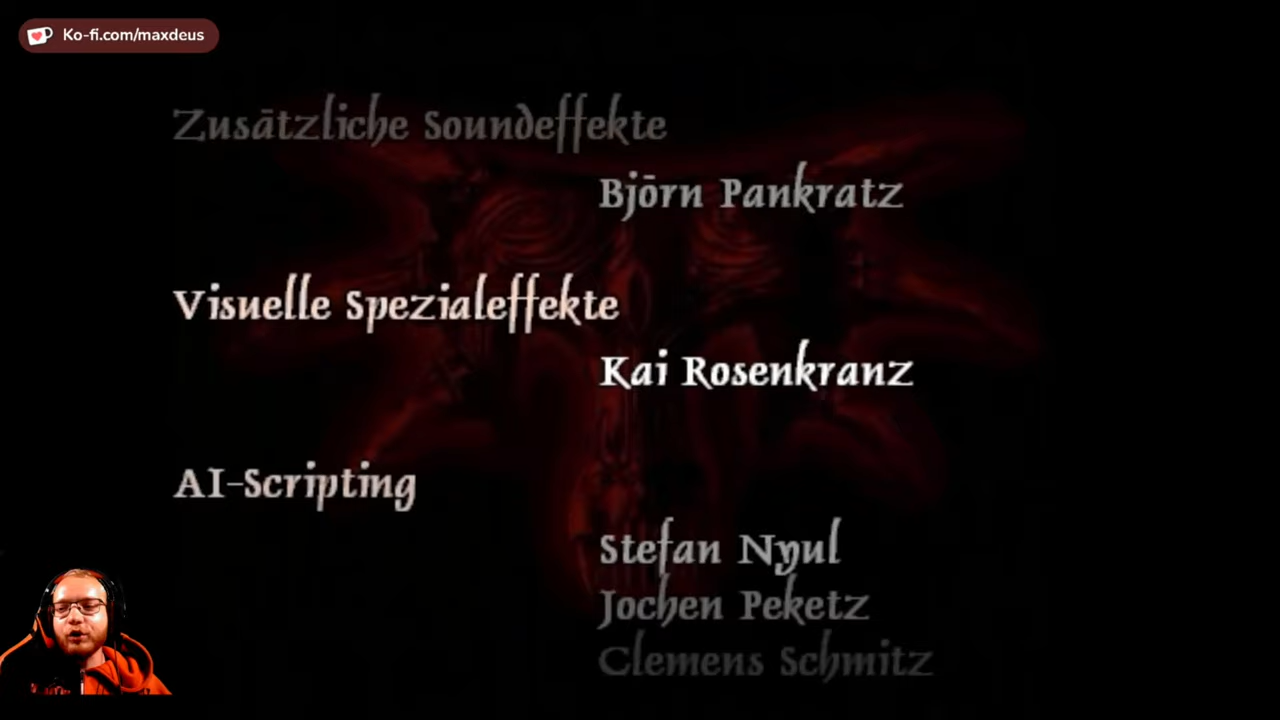 Ko-fi.com/maxdeus
Zusätzliche Soundeffekte
Björn Pankratz
Visuelle Spezialeffekte
Kai Rosenkranz
AI-Scripting
Stefan Nyul
Jochen Peketz
Clemens Schmitz